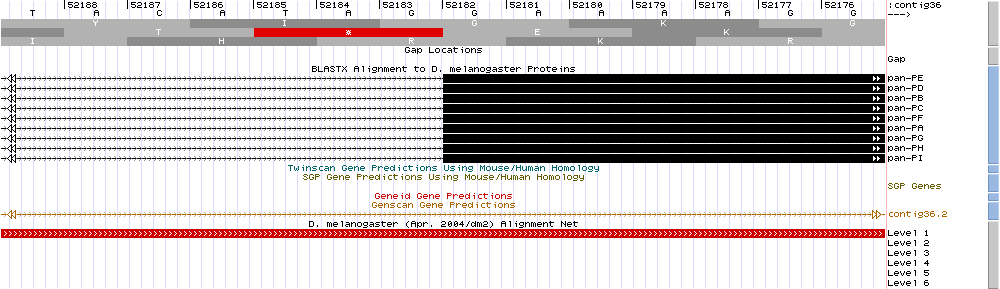 52188 52187 52186 52185 52184 52183 52182 52181 52180 52179 52178 52177 52176 :contig36
T A C A T A G G A A A A G G --->
Y I G K K G
I T H * R E K K R
Gap Locations
Gap
BLASTX Alignment to D. melanogaster Proteins
pan-PE
pan-PD
pan-PB
pan-PC
pan-PF
pan-PA
pan-PG
pan-PH
pan-PI
Twinscan Gene Predictions Using Mouse/Human Homology
SGP Gene Predictions Using Mouse/Human Homology
SGP Genes
Geneid Gene Predictions
Genscan Gene Predictions
contig36.2
D. melanogaster (Apr. 2004/dm2) Alignment Net
Level 1
Level 2
Level 3
Level 4
Level 5
Level 6